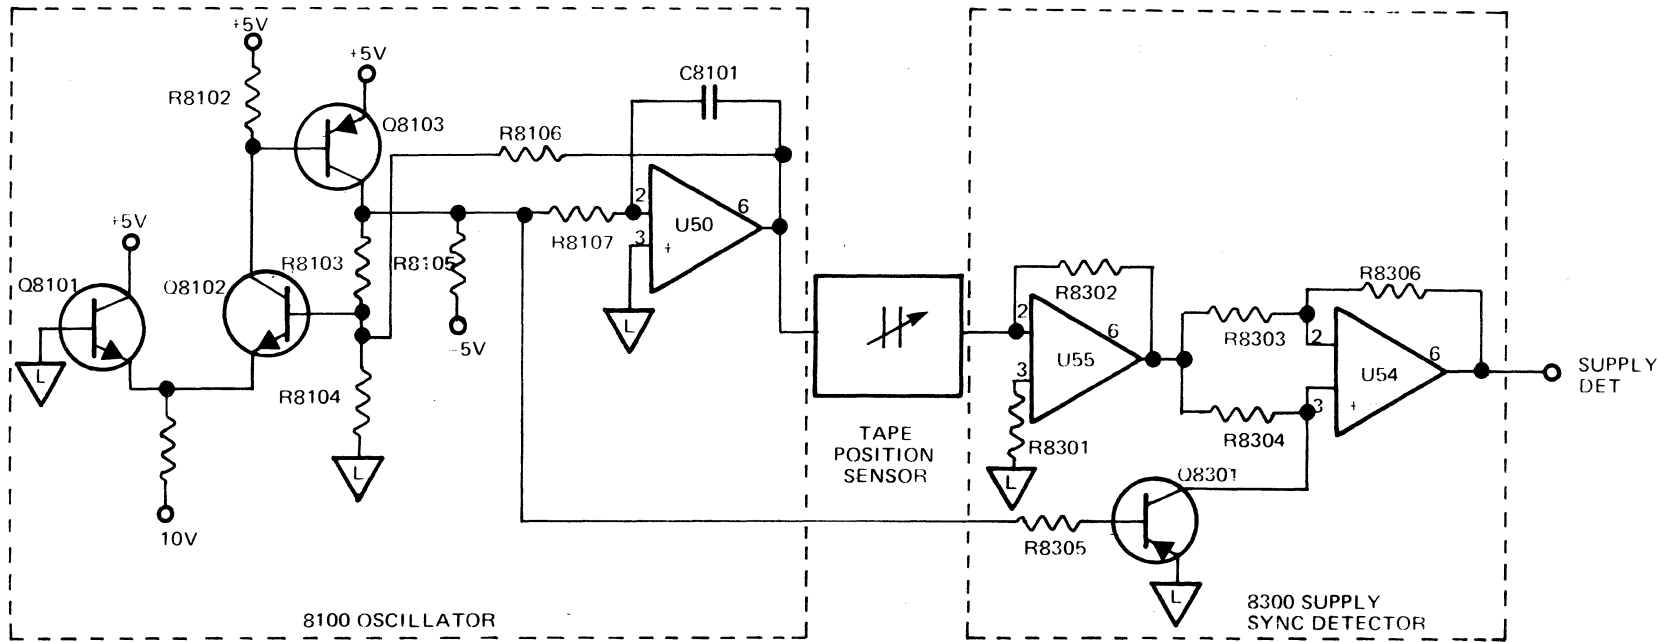 +5V
+5V
R8102
Q8103
C8101
R8106
+5V
2
6
U50
3
+
R8107
Q8101
Q8102
R8103
R8105
L
-5V
L
R8104
L
10V
8100 OSCILLATOR
TAPE
POSITION
SENSOR
R8302
2
6
U55
3
R8301
L
R8303
R8306
2
6
U54
3
+
R8304
SUPPLY
DET
Q8301
R8305
L
8300 SUPPLY
SYNC DETECTOR